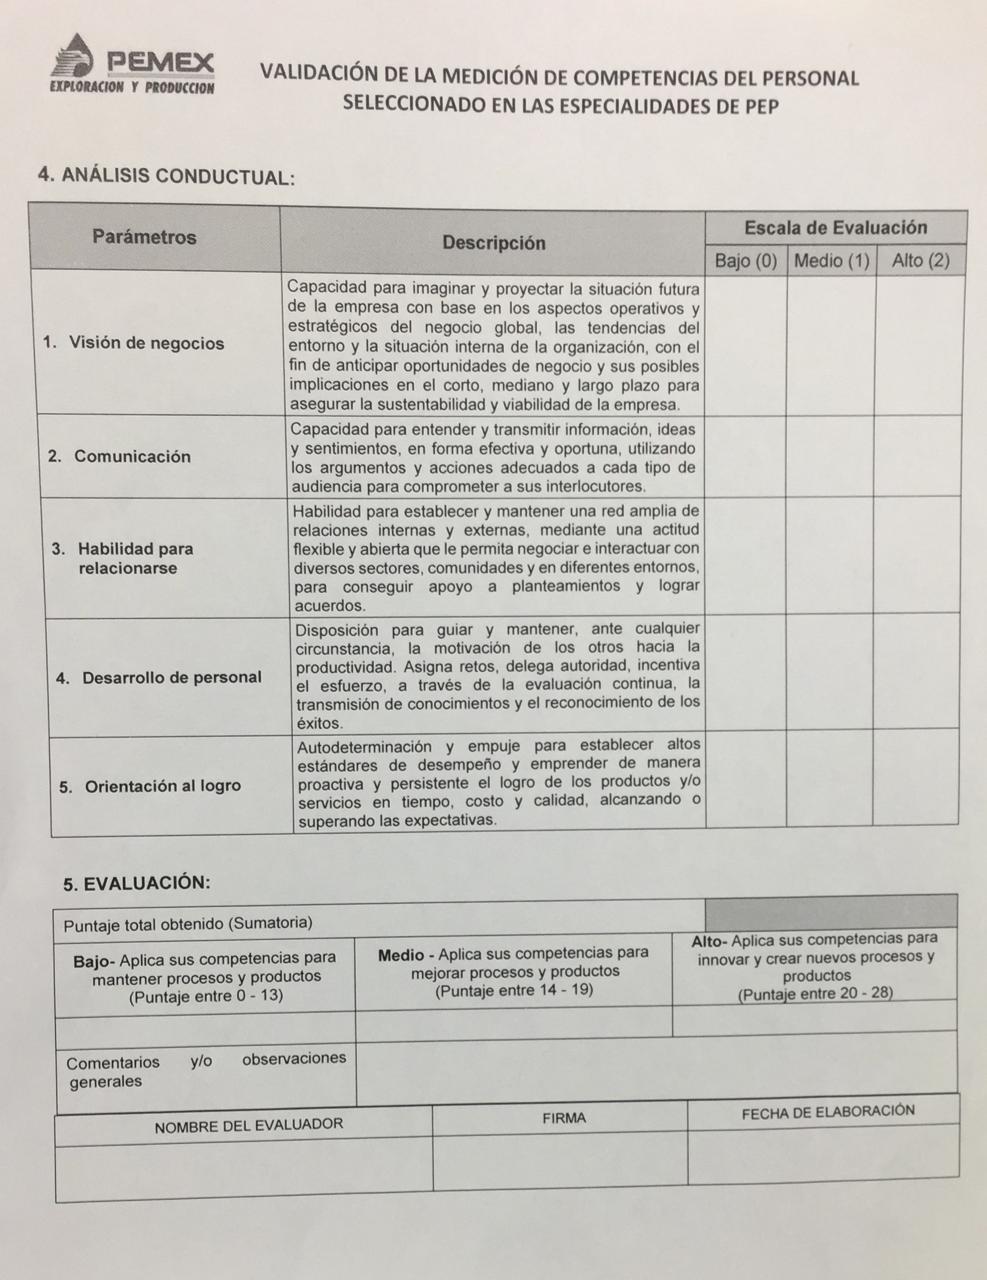 PEMEX
EXPLORACION Y PRODUCCION
VALIDACIÓN DE LA MEDICIÓN DE COMPETENCIAS DEL PERSONAL
SELECCIONADO EN LAS ESPECIALIDADES DE PEP
4. ANÁLISIS CONDUCTUAL:
Parámetros
Descripción
Escala de Evaluación
Bajo (0)
Medio (1)
Alto (2)
1. Visión de negocios
Capacidad para imaginar y proyectar la situación futura
de la empresa con base en los aspectos operativos y
estratégicos del negocio global, las tendencias del
entorno y la situación interna de la organización, con el
fin de anticipar oportunidades de negocio y sus posibles
implicaciones en el corto, mediano y largo plazo para
asegurar la sustentabilidad y viabilidad de la empresa.
2. Comunicación
Capacidad para entender y transmitir información, ideas
y sentimientos, en forma efectiva y oportuna, utilizando
los argumentos y acciones adecuados a cada tipo de
audiencia para comprometer a sus interlocutores.
3. Habilidad para
relacionarse
Habilidad para establecer y mantener una red amplia de
relaciones internas y externas, mediante una actitud
flexible y abierta que le permita negociar e interactuar con
diversos sectores, comunidades y en diferentes entornos,
para conseguir apoyo a planteamientos y lograr
acuerdos.
4. Desarrollo de personal
Disposición para guiar y mantener, ante cualquier
circunstancia, la motivación de los otros hacia la
productividad. Asigna retos, delega autoridad, incentiva
el esfuerzo, a través de la evaluación continua, la
transmisión de conocimientos y el reconocimiento de los
éxitos.
5. Orientación al logro
Autodeterminación y empuje para establecer altos
estándares de desempeño y emprender de manera
proactiva y persistente el logro de los productos y/o
servicios en tiempo, costo y calidad, alcanzando o
superando las expectativas.
5. EVALUACIÓN:
Puntaje total obtenido (Sumatoria)
Bajo- Aplica sus competencias para
mantener procesos y productos
(Puntaje entre 0 - 13)
Medio - Aplica sus competencias para
mejorar procesos y productos
(Puntaje entre 14 - 19)
Alto- Aplica sus competencias para
innovar y crear nuevos procesos y
productos
(Puntaje entre 20 - 28)
Comentarios y/o observaciones
generales
NOMBRE DEL EVALUADOR
FIRMA
FECHA DE ELABORACIÓN